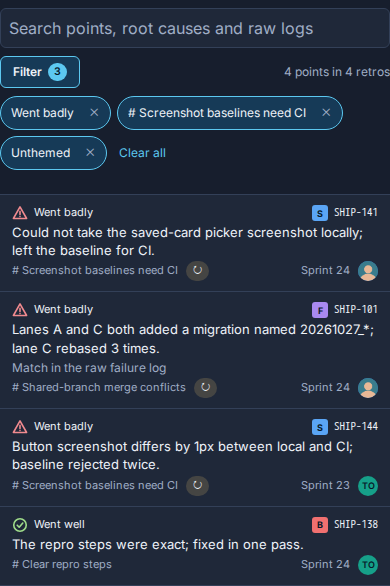 Search points, root causes and raw logs
Filter 3
4 points in 4 retros
Went badly ×
# Screenshot baselines need CI ×
Unthemed ×
Clear all
Went badly
S SHIP-141
Could not take the saved-card picker screenshot locally;
left the baseline for CI.
# Screenshot baselines need CI
Sprint 24
Went badly
F SHIP-101
Lanes A and C both added a migration named 20261027_*;
lane C rebased 3 times.
Match in the raw failure log
# Shared-branch merge conflicts
Sprint 24
Went badly
S SHIP-144
Button screenshot differs by 1px between local and CI;
baseline rejected twice.
# Screenshot baselines need CI
Sprint 23 TO
Went well
B SHIP-138
The repro steps were exact; fixed in one pass.
# Clear repro steps
Sprint 24 TO